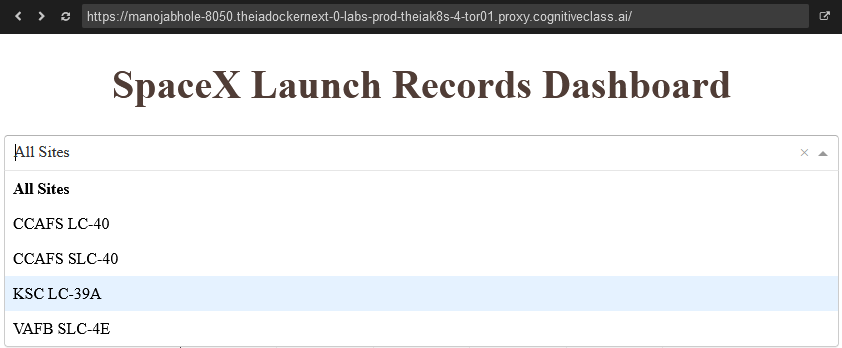 https://manojabhole-8050.theiadockernext-0-labs-prod-theiak8s-4-tor01.proxy.cognitiveclass.ai/
SpaceX Launch Records Dashboard
All Sites
All Sites
CCAFS LC-40
CCAFS SLC-40
KSC LC-39A
VAFB SLC-4E